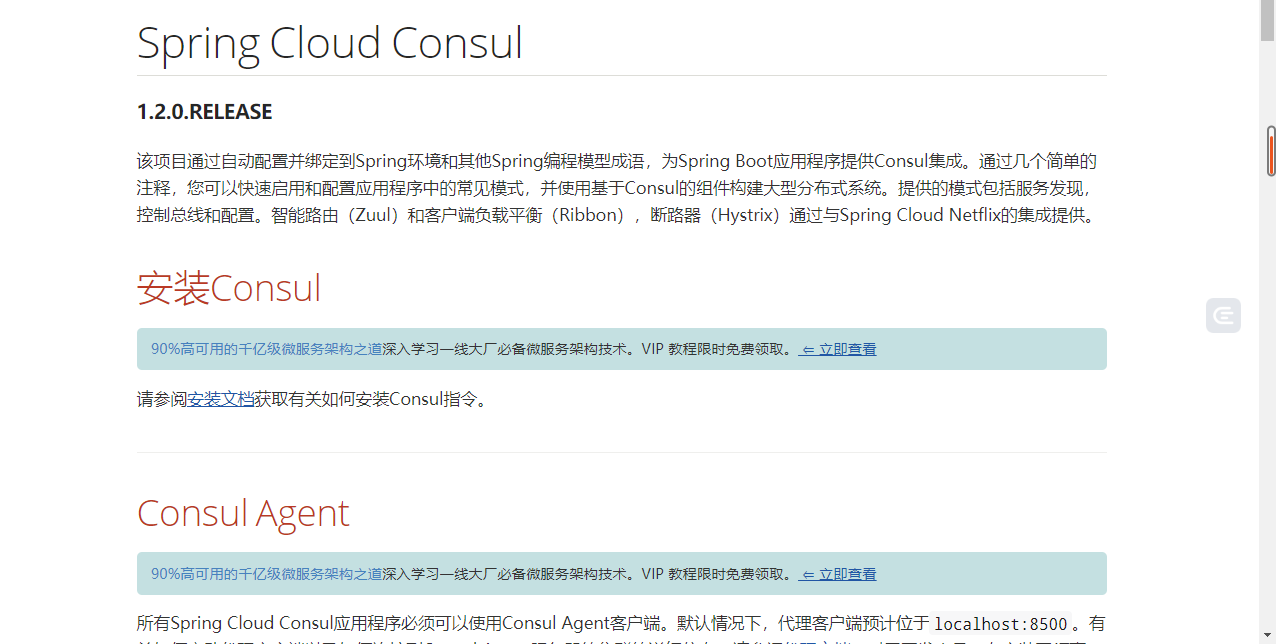 Spring Cloud Consul
1.2.0.RELEASE
该项目通过自动配置并绑定到Spring环境和其他Spring编程模型成语，为Spring Boot应用程序提供Consul集成。通过几个简单的
注释，您可以快速启用和配置应用程序中的常见模式，并使用基于Consul的组件构建大型分布式系统。提供的模式包括服务发现，
控制总线和配置。智能路由（Zuul）和客户端负载平衡（Ribbon），断路器（Hystrix）通过与Spring Cloud Netflix的集成提供。
安装Consul
90%高可用的千亿级微服务架构之道深入学习一线大厂必备微服务架构技术。VIP 教程限时免费领取。 ⇐ 立即查看
请参阅安装文档获取有关如何安装Consul指令。
Consul Agent
90%高可用的千亿级微服务架构之道深入学习一线大厂必备微服务架构技术。VIP 教程限时免费领取。 ⇐ 立即查看
所有Spring Cloud Consul应用程序必须可以使用Consul Agent客户端。默认情况下，代理客户端预计位于 localhost:8500 。有